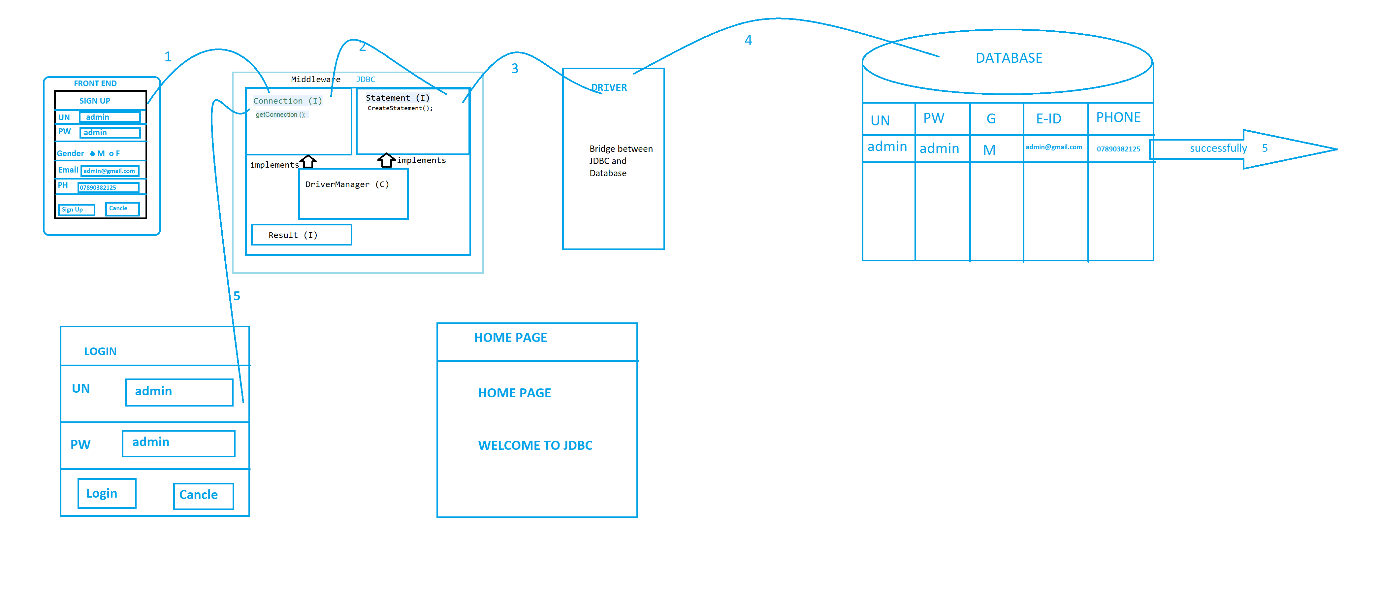 1
2
3
4
FRONT END
SIGN UP
UN admin
PW admin
Gender M o F
Email admin@gmail.com
PH 07890382125
Sign Up Cancle
Middleware JDBC
Connection (I)
getConnection();
Statement (I)
CreateStatement();
implements implements
DriverManager (C)
Result (I)
DRIVER
Bridge between
JDBC and
Database
DATABASE
UN PW G E-ID PHONE
admin admin M admin@gmail.com 07890382125
successfully 5
5
LOGIN
UN admin
PW admin
Login Cancle
HOME PAGE
HOME PAGE
WELCOME TO JDBC